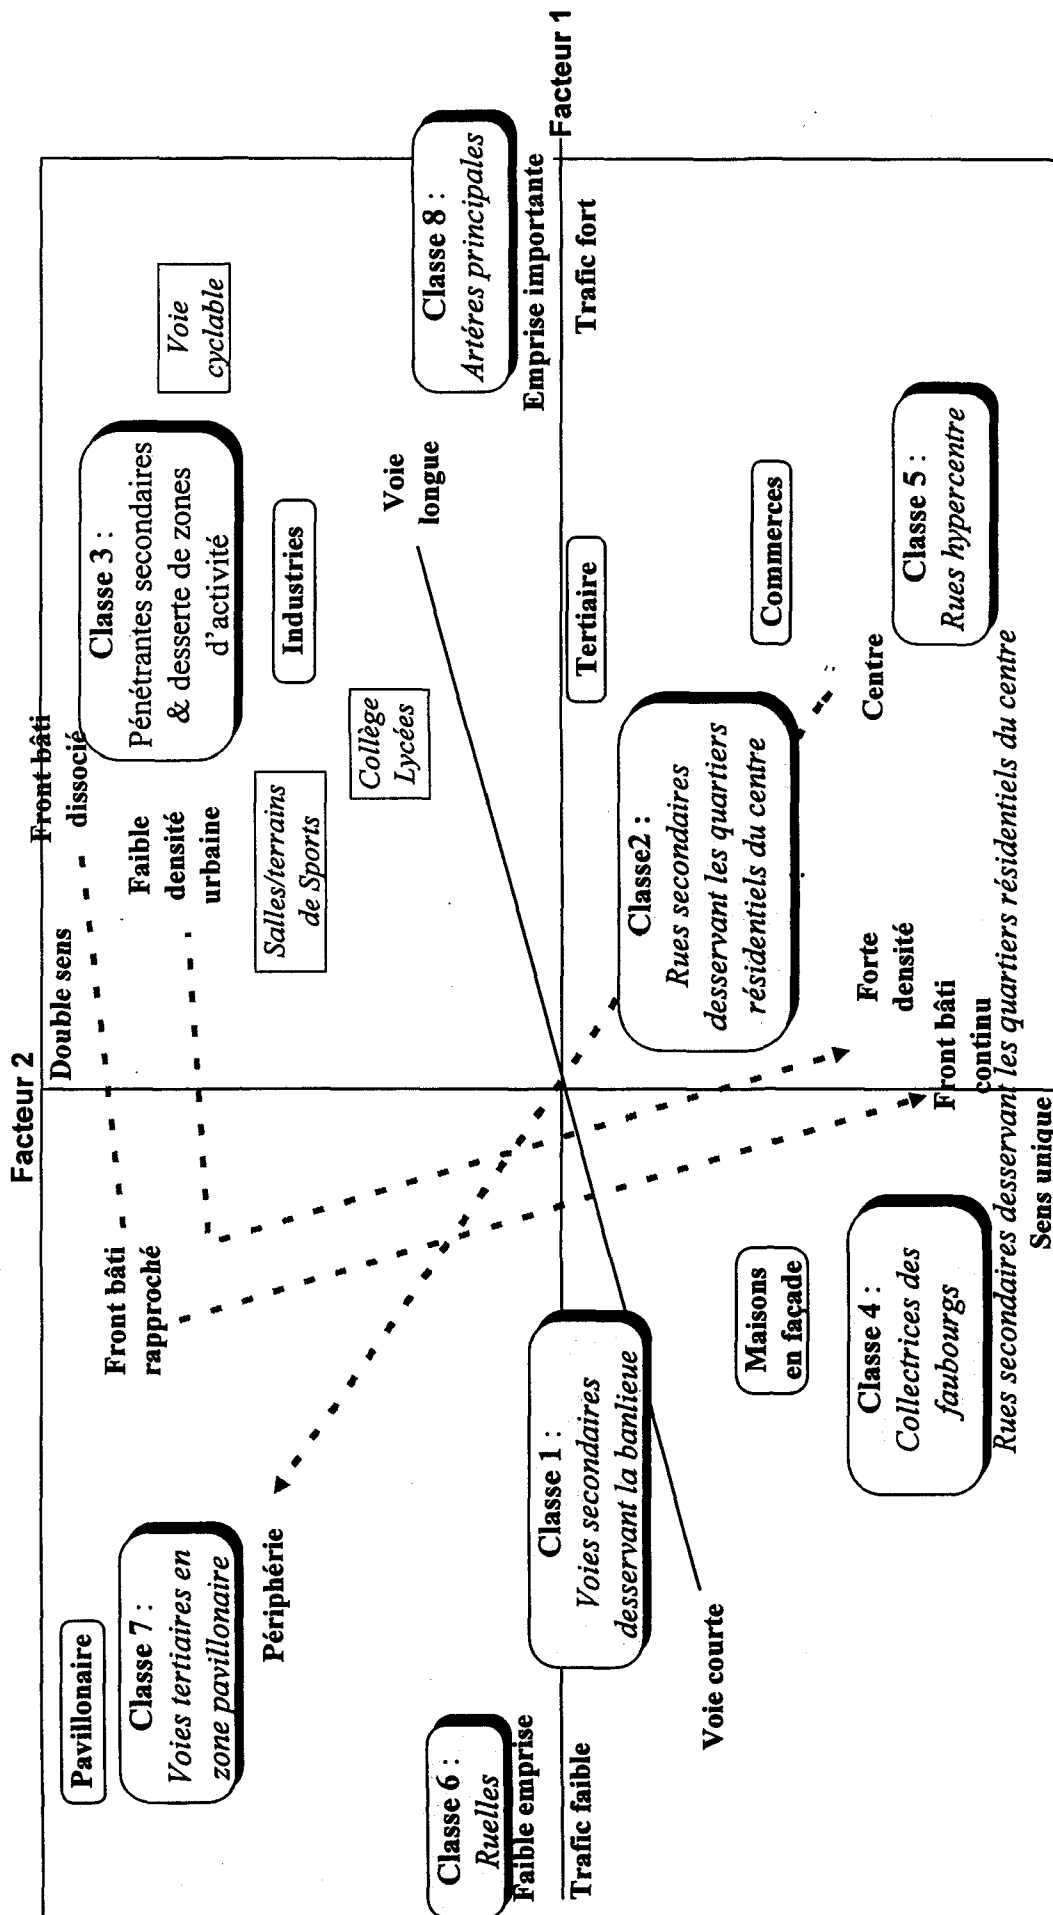 Facteur 2
Double sens
Front bâti
dissocié
Faible
densité
urbaine
Front bâti
rapproché
Pavillonaire
Classe 7 :
Voies tertiaires en
zone pavillonaire
Périphérie
Classe 3 :
Pénétrantes secondaires
& desserte de zones
d'activité
Voie
cyclable
Industries
Salles/terrains
de Sports
Collège
Lycées
Voie
longue
Classe 8 :
Artéres principales
Emprise importante
Facteur 1
Trafic fort
Classe 6 :
Ruelles
Faible emprise
Trafic faible
Classe 1 :
Voies secondaires
desservant la banlieue
Voie courte
Tertiaire
Classe2 :
Rues secondaires
desservant les quartiers
résidentiels du centre
Commerces
Centre
Classe 5 :
Rues hypercentre
Maisons
en façade
Classe 4 :
Collectrices des
faubourgs
Forte
densité
Front bâti
continu
Rues secondaires desservant les quartiers résidentiels du centre
Sens unique